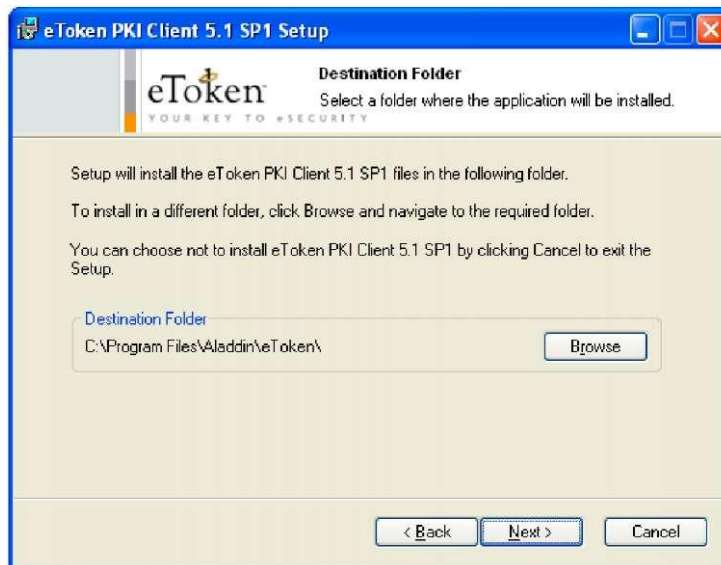 eToken PKI Client 5.1 SP1 Setup
Destination Folder
Select a folder where the application will be installed.
eToken
YOUR KEY TO eSECURITY
Setup will install the eToken PKI Client 5.1 SP1 files in the following folder.
To install in a different folder, click Browse and navigate to the required folder.
You can choose not to install eToken PKI Client 5.1 SP1 by clicking Cancel to exit the
Setup.
Destination Folder
C:\Program Files\Aladdin\eToken\
Browse
< Back
Next >
Cancel